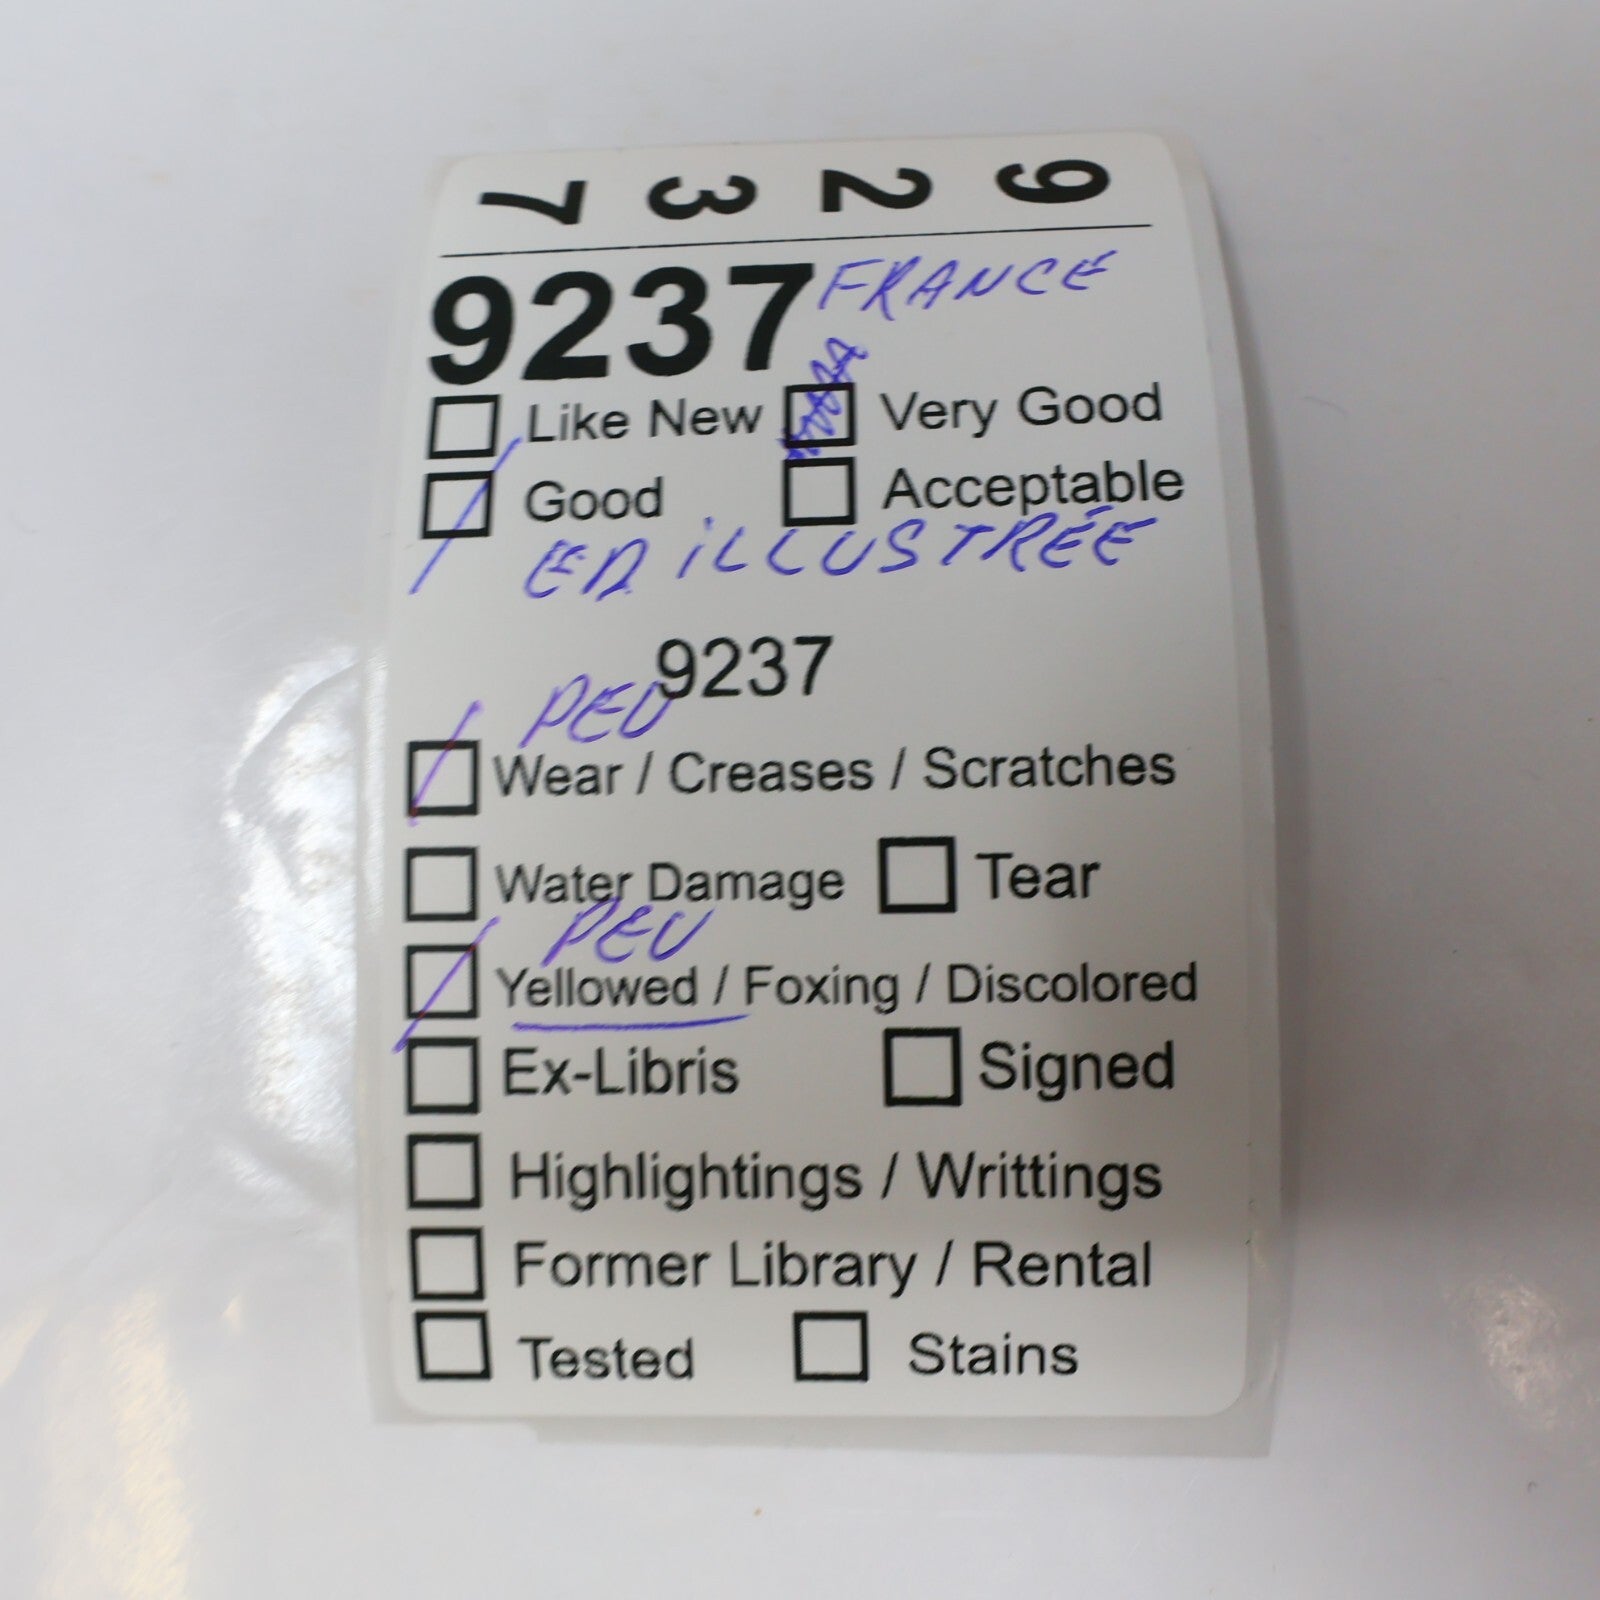 9 2 3 7
9237 FRANCE
Like New Very Good
Good Acceptable
ED iLLUSTRÉE
9237
PEU
Wear / Creases / Scratches
Water Damage Tear
PEU
Yellowed / Foxing / Discolored
Ex-Libris Signed
Highlightings / Writtings
Former Library / Rental
Tested Stains